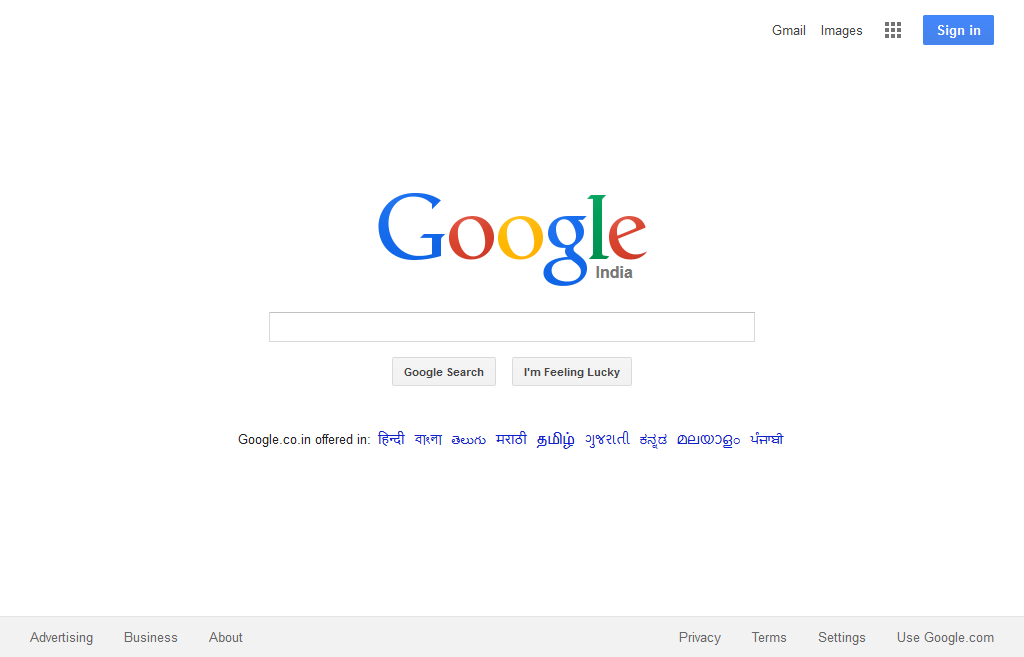 Gmail Images Sign in
Google
India
Google Search I'm Feeling Lucky
Google.co.in offered in: हिन्दी বাংলা తెలుగు मराठी தமிழ் ગુજરાતી ಕನ್ನಡ മലയാളം ਪੰਜਾਬੀ
Advertising Business About Privacy Terms Settings Use Google.com